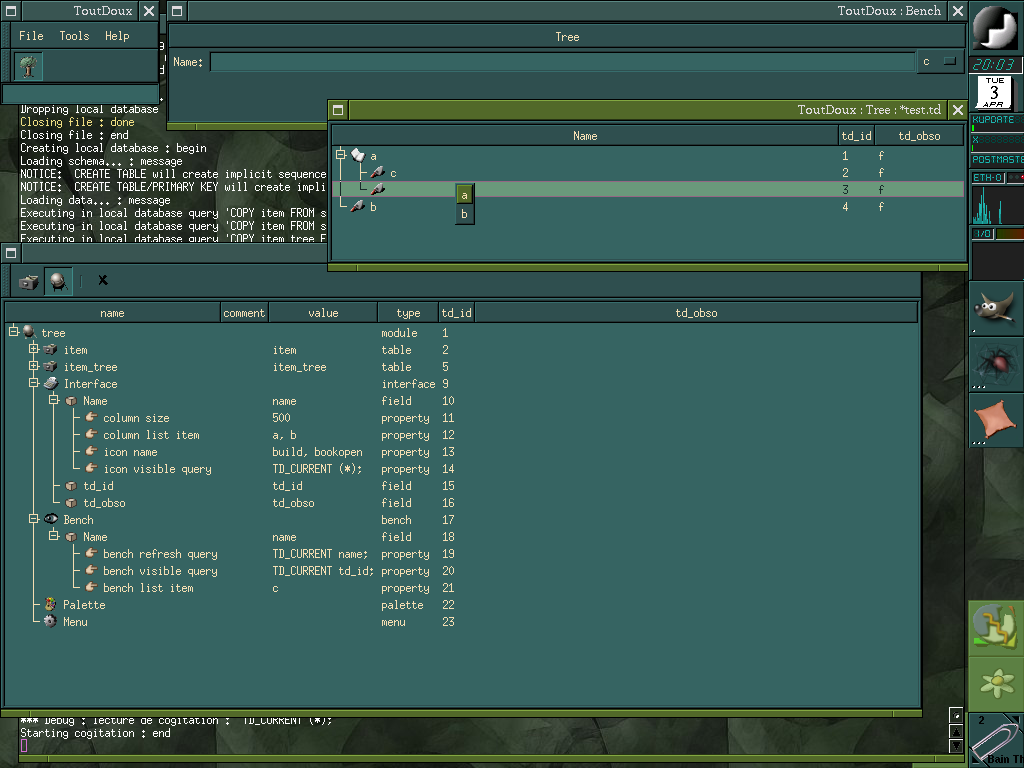 ToutDoux
File Tools Help
ToutDoux : Bench
Tree
Name:
c
Dropping local database
Closing file : done
Closing file : end
Creating local database : begin
Loading schema... : message
NOTICE:  CREATE TABLE will create implicit sequence
NOTICE:  CREATE TABLE/PRIMARY KEY will create impli
Loading data... : message
Executing in local database query 'COPY item FROM s
Executing in local database query 'COPY item FROM s
Executing in local database query 'COPY item_tree F
ToutDoux : Tree : *test.td
Name td_id td_obso
a 1 f
c 2 f
3 f
b 4 f
a
b
name comment value type td_id td_obso
tree module 1
item item table 2
item_tree item_tree table 5
Interface interface 9
Name name field 10
column size 500 property 11
column list item a, b property 12
icon name build, bookopen property 13
icon visible query TD_CURRENT (*); property 14
td_id td_id field 15
td_obso td_obso field 16
Bench bench 17
Name name field 18
bench refresh query TD_CURRENT name; property 19
bench visible query TD_CURRENT td_id; property 20
bench list item c property 21
Palette palette 22
Menu menu 23
*** Debug : lecture de cogitation :  TD_CURRENT (*);
Starting cogitation : end
20:03
TUE
3
APR
KUPDATE
X
POSTMASTE
ETH-0
I/O
2
Bain Th